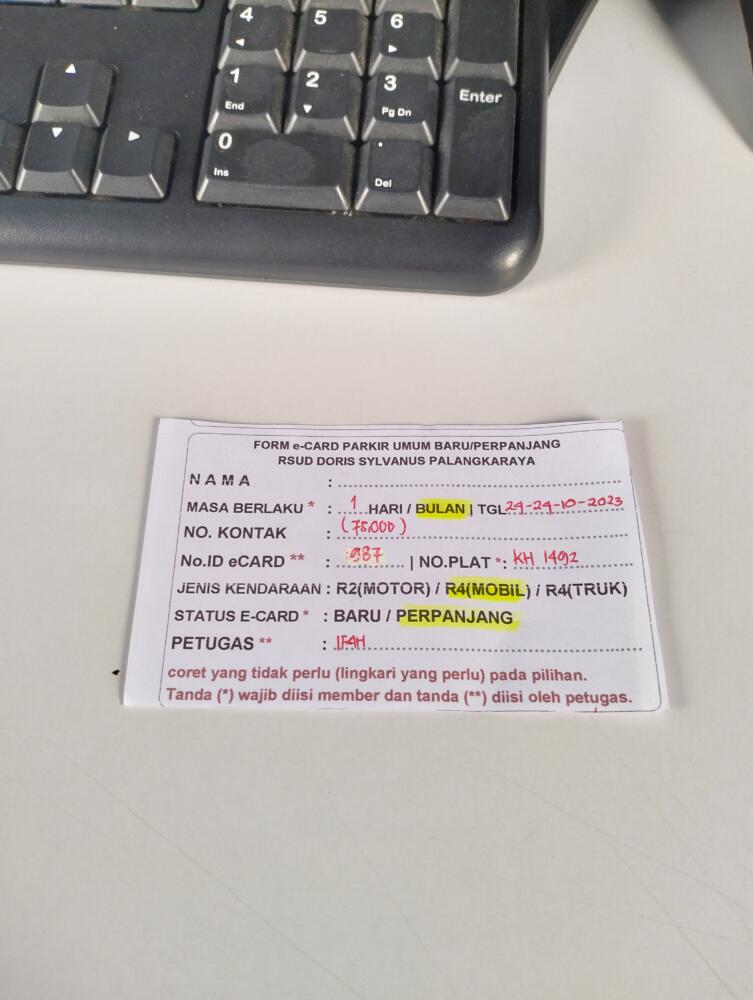 4 5 6
1 2 3 Enter
End Pg Dn
0 .
Ins Del
FORM e-CARD PARKIR UMUM BARU/PERPANJANG
RSUD DORIS SYLVANUS PALANGKARAYA
NAMA :
MASA BERLAKU * : 1 HARI / BULAN | TGL 29-29-10-2023
NO. KONTAK : (75,000)
No.ID eCARD ** : 987 | NO.PLAT *: KH 1492
JENIS KENDARAAN : R2(MOTOR) / R4(MOBIL) / R4(TRUK)
STATUS E-CARD * : BARU / PERPANJANG
PETUGAS ** : IFAH
coret yang tidak perlu (lingkari yang perlu) pada pilihan.
Tanda (*) wajib diisi member dan tanda (**) diisi oleh petugas.